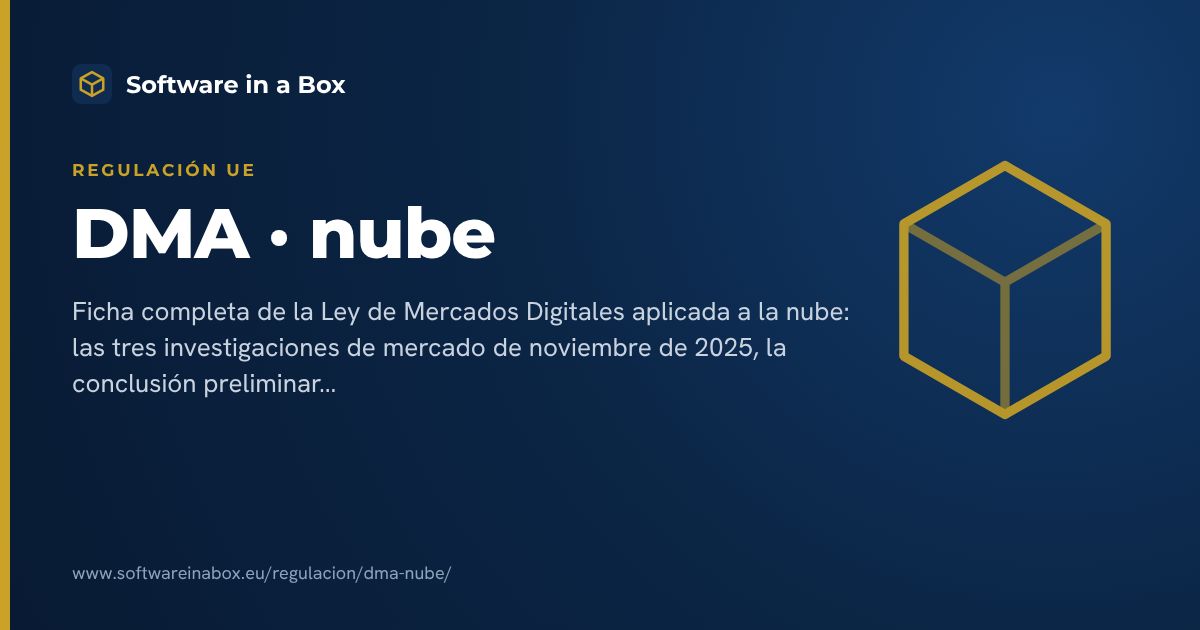 Software in a Box
REGULACIÓN UE
DMA · nube
Ficha completa de la Ley de Mercados Digitales aplicada a la nube:
las tres investigaciones de mercado de noviembre de 2025, la
conclusión preliminar…
www.softwareinabox.eu/regulacion/dma-nube/